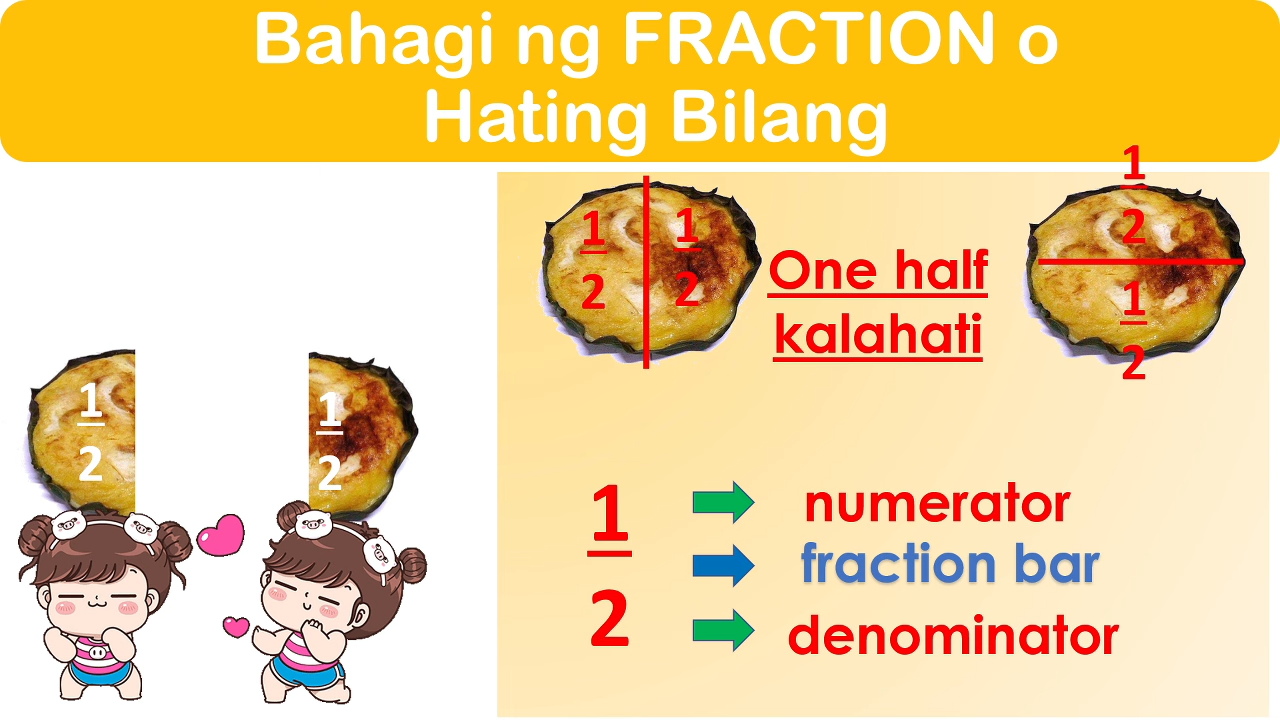 Bahagi ng FRACTION o
Hating Bilang
1
2
1
2
One half
kalahati
1
2
1
2
1
2
1
2
1
2
numerator
fraction bar
denominator